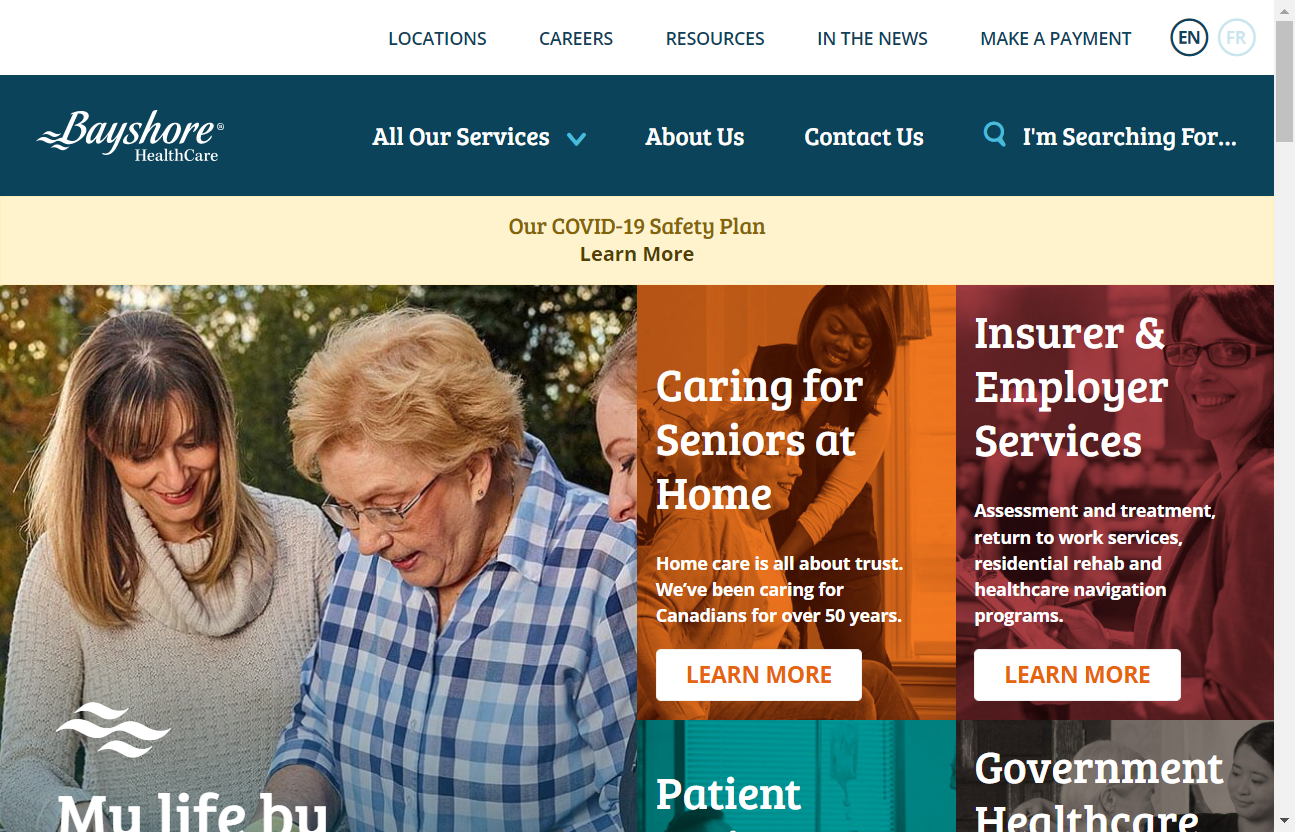 LOCATIONS CAREERS RESOURCES IN THE NEWS MAKE A PAYMENT EN FR
Bayshore®
HealthCare
All Our Services About Us Contact Us I'm Searching For...
Our COVID-19 Safety Plan
Learn More
My life by
Caring for
Seniors at
Home
Home care is all about trust.
We've been caring for
Canadians for over 50 years.
LEARN MORE
Insurer &
Employer
Services
Assessment and treatment,
return to work services,
residential rehab and
healthcare navigation
programs.
LEARN MORE
Patient
Government
Healthcare